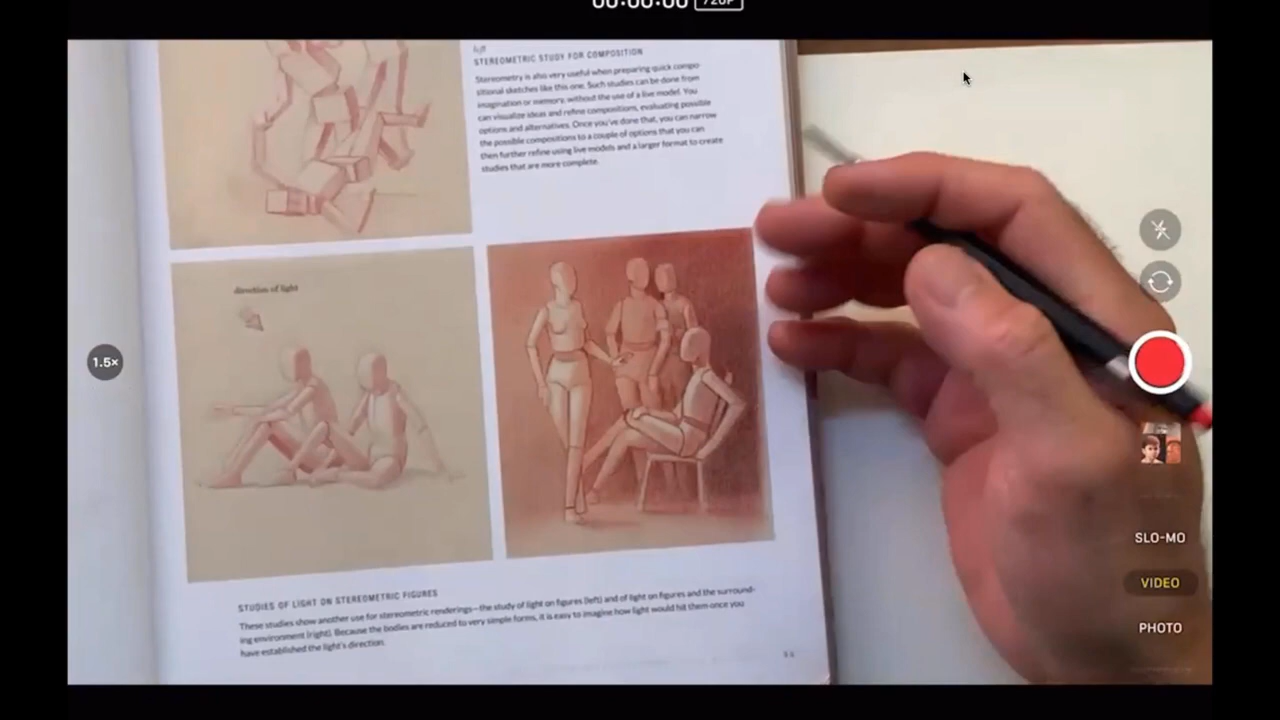 00:00:00 720P
left
STEREOMETRIC STUDY FOR COMPOSITION
Stereometry is also very useful when preparing quick compo-
sitional sketches like this one. Such studies can be done from
imagination or memory, without the use of a live model. You
can visualize ideas and refine compositions, evaluating possible
options and alternatives. Once you've done that, you can narrow
the possible compositions to a couple of options that you can
then further refine using live models and a larger format to create
studies that are more complete.
direction of light
1.5×
SLO-MO
VIDEO
PHOTO
STUDIES OF LIGHT ON STEREOMETRIC FIGURES
These studies show another use for stereometric renderings—the study of light on figures (left) and of light on figures and the surround-
ing environment (right). Because the bodies are reduced to very simple forms, it is easy to imagine how light would hit them once you
have established the light's direction.